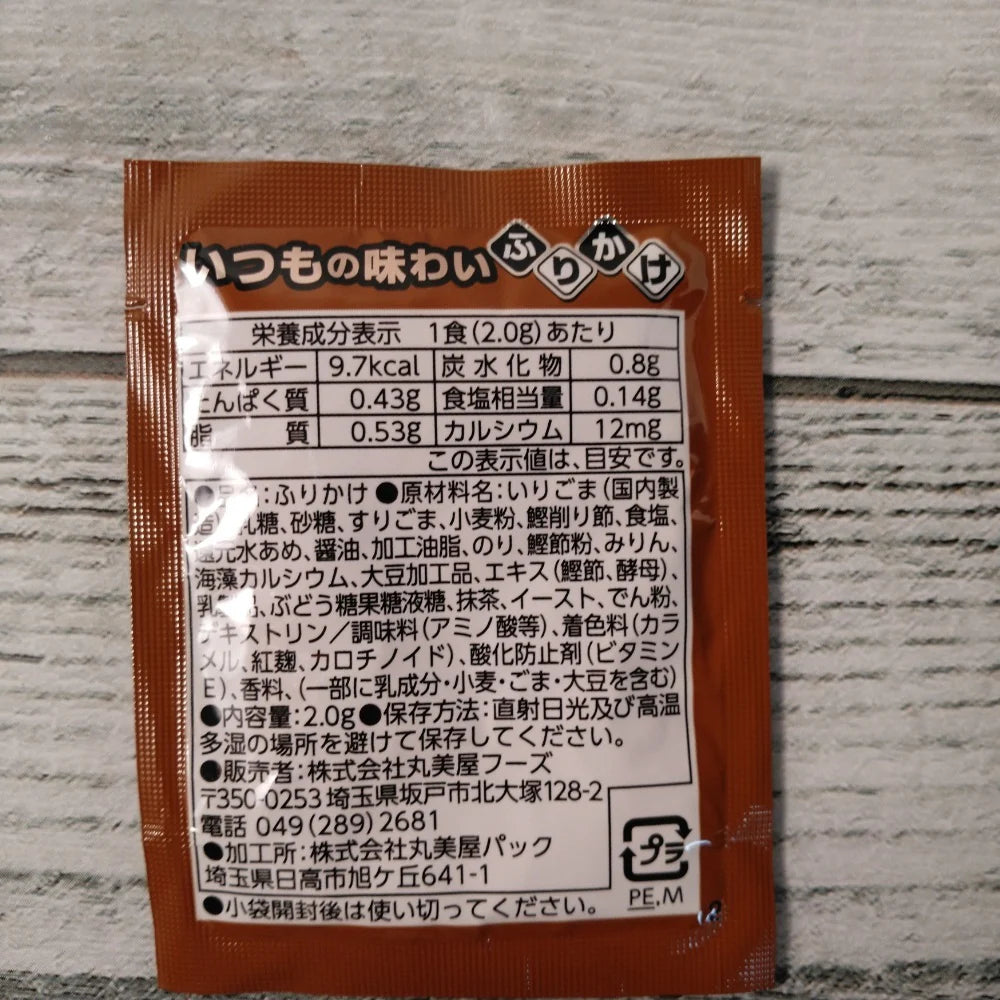 いつもの味わい ふりかけ
栄養成分表示 1食(2.0g)あたり
エネルギー 9.7kcal 炭水化物 0.8g
たんぱく質 0.43g 食塩相当量 0.14g
脂質 0.53g カルシウム 12mg
この表示値は、目安です。
●品名:ふりかけ ●原材料名:いりごま(国内製
造)、乳糖、砂糖、すりごま、小麦粉、鰹削り節、食塩、
還元水あめ、醤油、加工油脂、のり、鰹節粉、みりん、
海藻カルシウム、大豆加工品、エキス(鰹節、酵母)、
乳製品、ぶどう糖果糖液糖、抹茶、イースト、でん粉、
デキストリン/調味料(アミノ酸等)、着色料(カラ
メル、紅麹、カロチノイド)、酸化防止剤(ビタミン
E)、香料、(一部に乳成分・小麦・ごま・大豆を含む)
●内容量:2.0g●保存方法:直射日光及び高温
多湿の場所を避けて保存してください。
●販売者:株式会社丸美屋フーズ
〒350-0253 埼玉県坂戸市北大塚128-2
電話 049(289)2681
●加工所:株式会社丸美屋パック
埼玉県日高市旭ケ丘641-1
プラ
PE,M
●小袋開封後は使い切ってください。